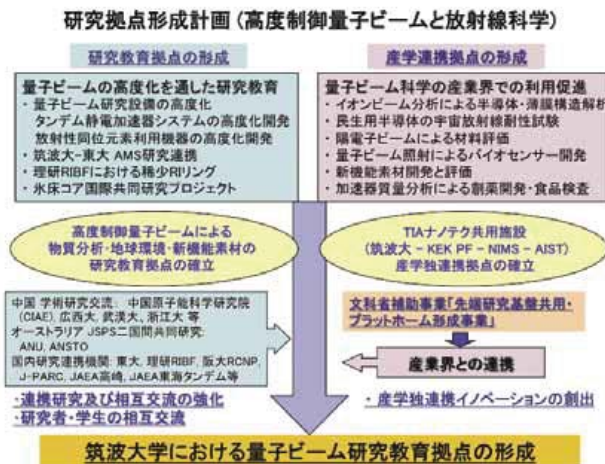 研究拠点形成計画(高度制御量子ビームと放射線科学)
研究教育拠点の形成
量子ビームの高度化を通した研究教育
・量子ビーム研究設備の高度化
タンデム静電加速器システムの高度化開発
放射性同位元素利用機器の高度化開発
・筑波大-東大 AMS研究連携
・理研RIBFにおける稀少RIリング
・氷床コア国際共同研究プロジェクト
産学連携拠点の形成
量子ビーム科学の産業界での利用促進
・イオンビーム分析による半導体・薄膜構造解析
・民生用半導体の宇宙放射線耐性試験
・陽電子ビームによる材料評価
・量子ビーム照射によるバイオセンサー開発
・新機能素材開発と評価
・加速器質量分析による創薬開発・食品検査
高度制御量子ビームによる
物質分析・地球環境・新機能素材の
研究教育拠点の確立
TIAナノテク共用施設
(筑波大 – KEK PF – NIMS – AIST)
産学独連携拠点の確立
中国 学術研究交流: 中国原子能科学研究院
(CIAE), 広西大, 武漢大, 浙江大 等
オーストラリア JSPS二国間共同研究:
ANU, ANSTO
国内研究連携機関: 東大, 理研RIBF, 阪大RCNP,
J-PARC, JAEA高崎, JAEA東海タンデム等
文科省補助事業「先端研究基盤共用・
プラットホーム形成事業」
産業界との連携
・連携研究及び相互交流の強化
・研究者・学生の相互交流
・産学独連携イノベーションの創出
筑波大学における量子ビーム研究教育拠点の形成